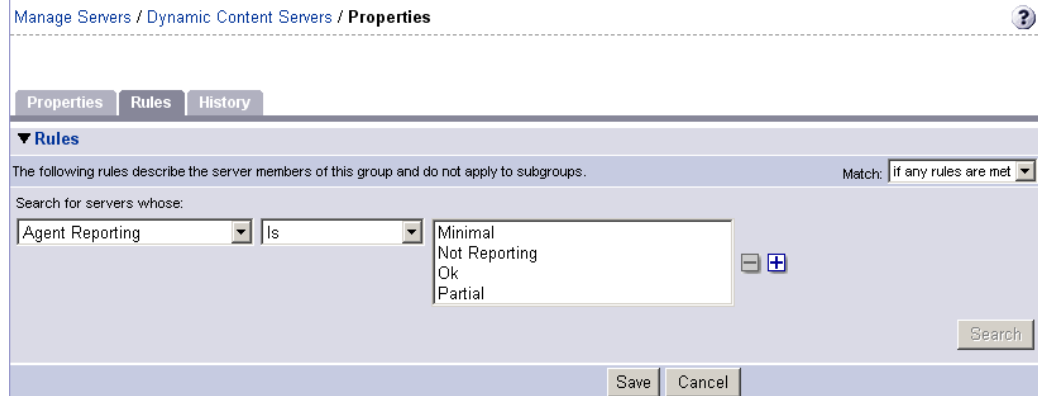 Manage Servers / Dynamic Content Servers / Properties
?
Properties Rules History
Rules
The following rules describe the server members of this group and do not apply to subgroups. Match: if any rules are met
Search for servers whose:
Agent Reporting Is Minimal
Not Reporting
Ok
Partial
Search
Save Cancel